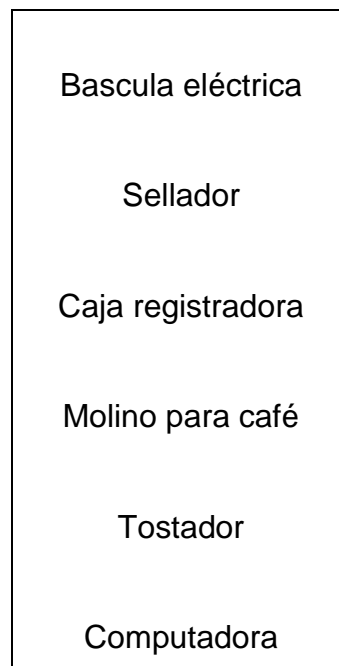 Bascula eléctrica
Sellador
Caja registradora
Molino para café
Tostador
Computadora